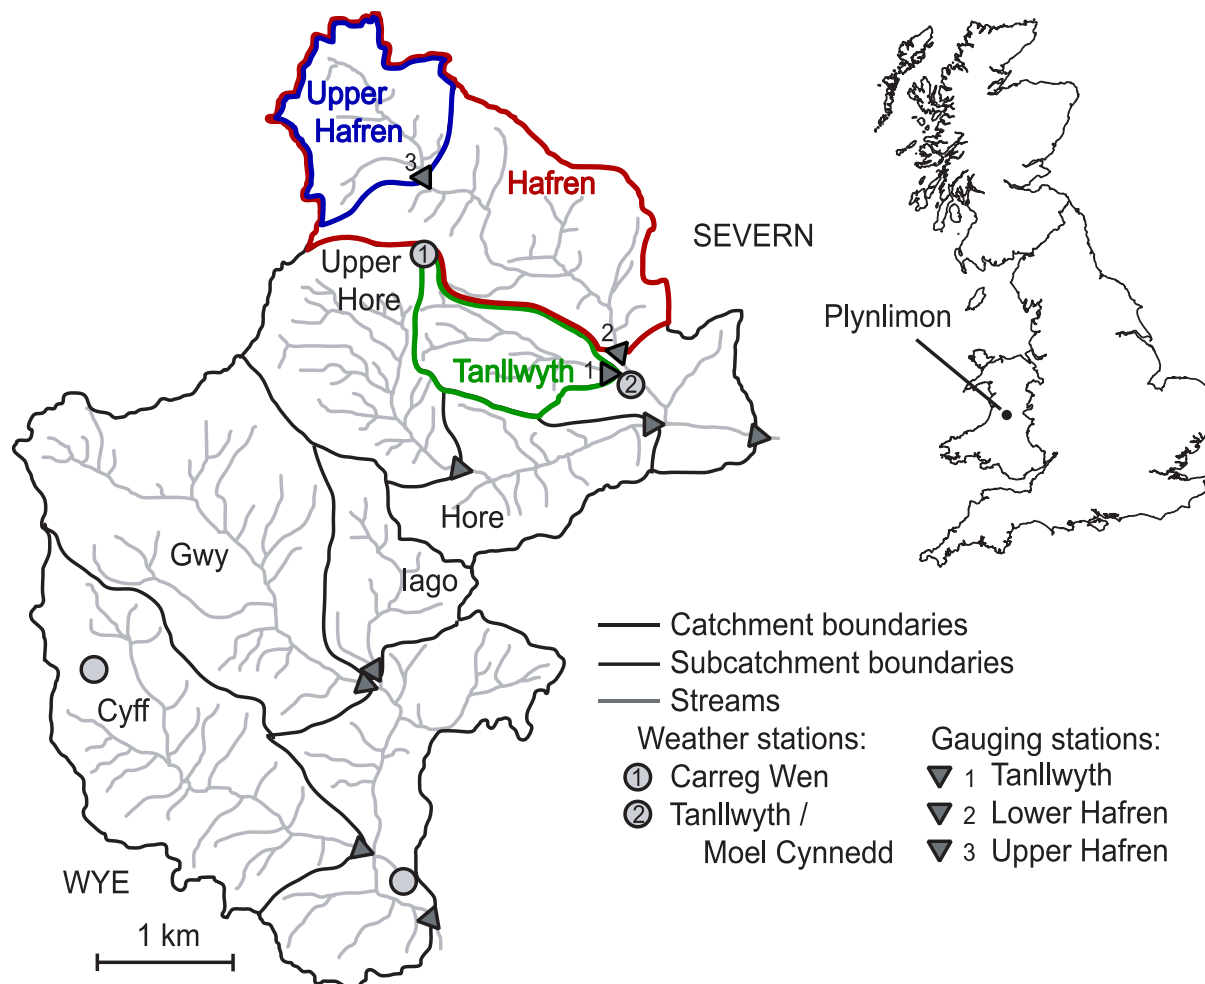 Upper
Hafren
3
Hafren
SEVERN
1
Upper
Hore
2
Tanllwyth
1
2
Plynlimon
Hore
Gwy
Iago
Cyff
WYE
1 km
Catchment boundaries
Subcatchment boundaries
Streams
Weather stations:
1 Carreg Wen
2 Tanllwyth /
Moel Cynnedd
Gauging stations:
1 Tanllwyth
2 Lower Hafren
3 Upper Hafren